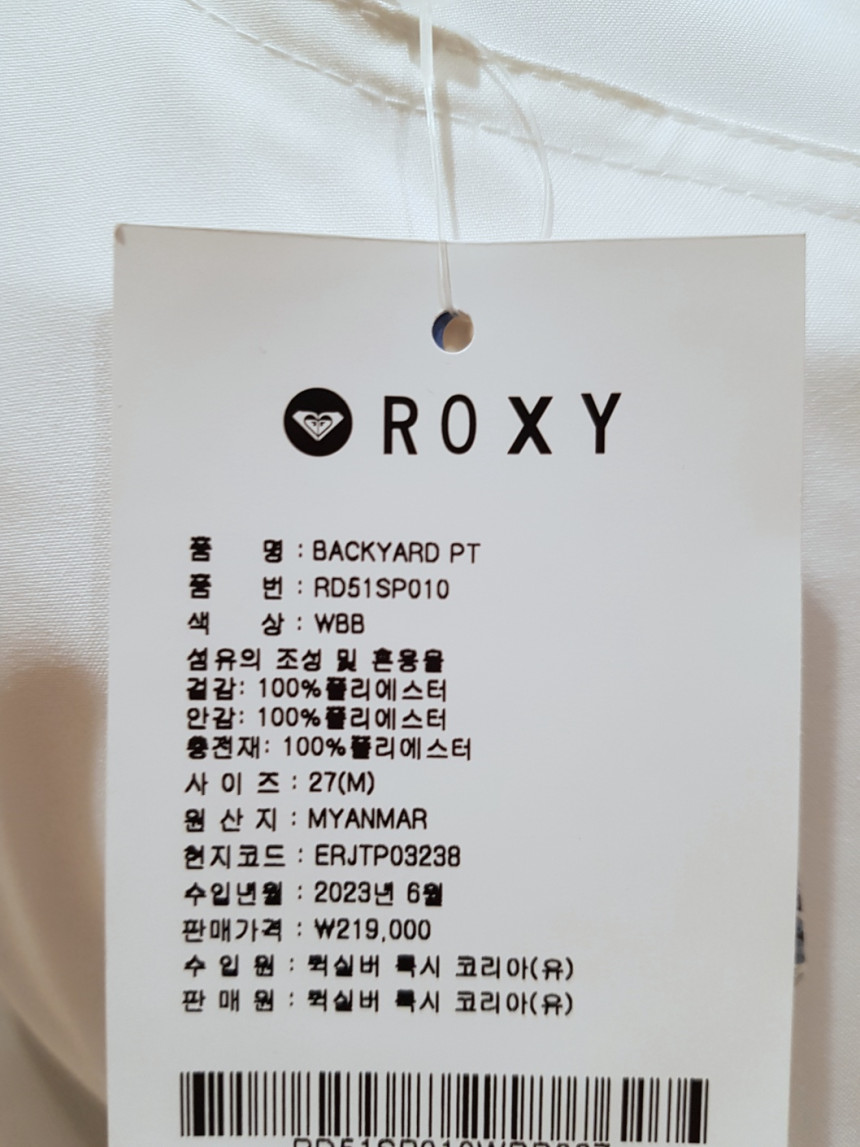 ROXY
품 명 : BACKYARD PT
품 번 : RD51SP010
색 상 : WBB
섬유의 조성 및 혼용율
겉감: 100%폴리에스터
안감: 100%폴리에스터
충전재: 100%폴리에스터
사 이 즈 : 27(M)
원 산 지 : MYANMAR
현지코드 : ERJTP03238
수입년월 : 2023년 6월
판매가격 : ₩219,000
수 입 원 : 퀵실버 록시 코리아(유)
판 매 원 : 퀵실버 록시 코리아(유)